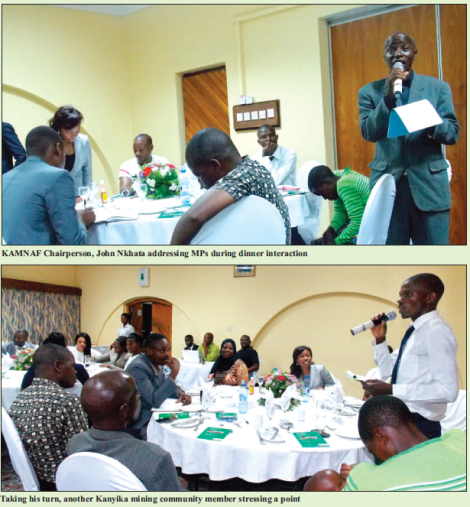 KAMNAF Chairperson, John Nkhata addressing MPs during dinner interaction
Taking his turn, another Kanyika mining community member stressing a point